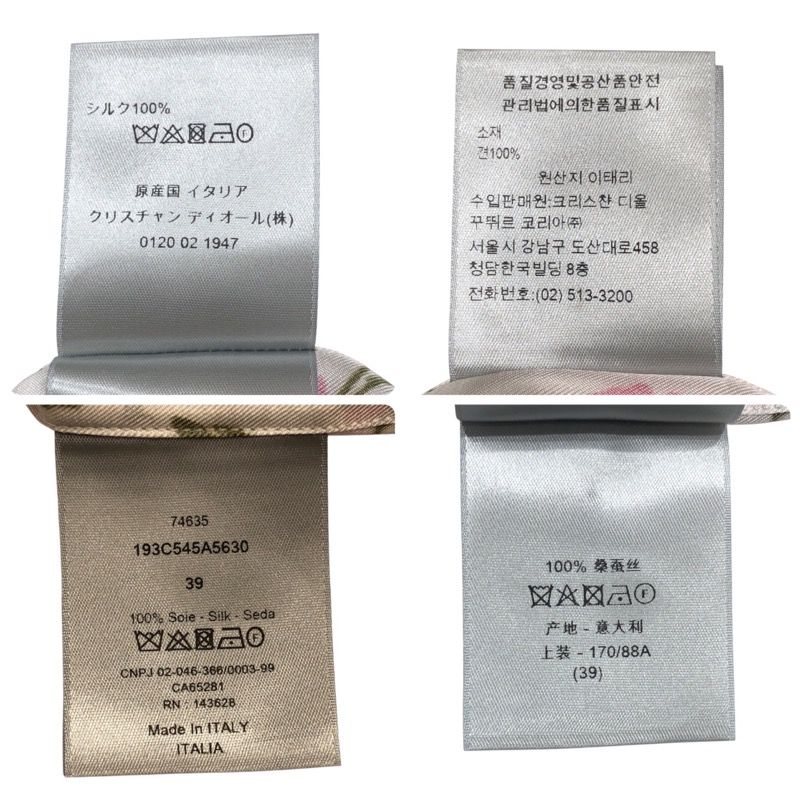 シルク100%
F
原産国 イタリア
クリスチャン ディオール(株)
0120 02 1947
품질경영및공산품안전
관리법에의한품질표시
소재
견100%
원산지 이태리
수입판매원:크리스챤 디올
꾸뛰르 코리아㈜
서울시 강남구 도산대로458
청담한국빌딩 8층
전화번호:(02) 513-3200
74635
193C545A5630
39
100% Soie - Silk - Seda
F
CNPJ 02-046-366/0003-99
CA65281
RN : 143628
Made In ITALY
ITALIA
100% 桑蚕丝
F
产地 - 意大利
上装 - 170/88A
(39)